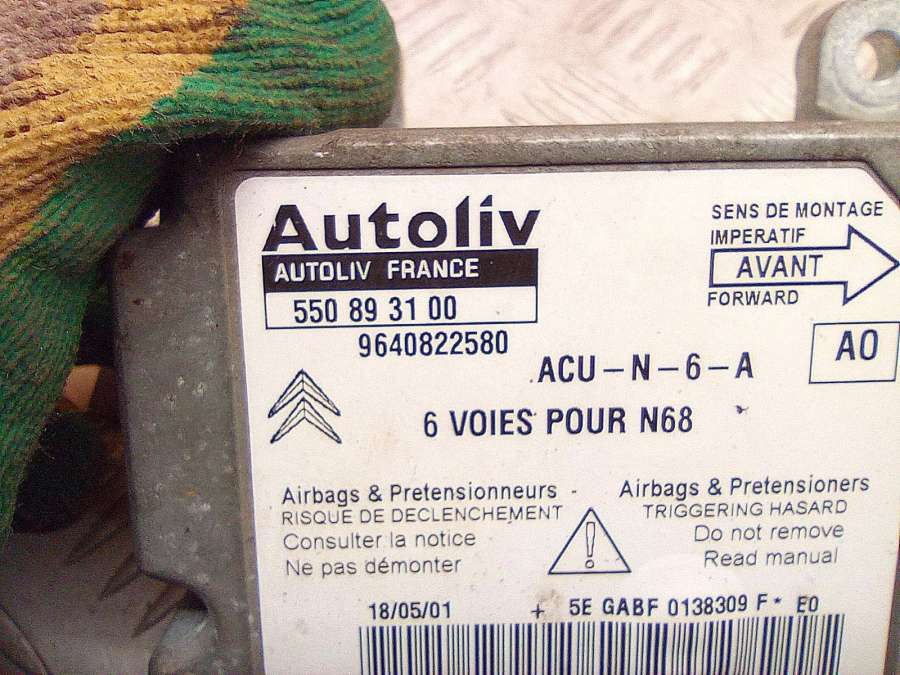 Autoliv
AUTOLIV FRANCE
550 89 31 00
9640822580
SENS DE MONTAGE
IMPERATIF
AVANT
FORWARD
ACU-N-6-A
A0
6 VOIES POUR N68
Airbags & Pretensionneurs -
RISQUE DE DECLENCHEMENT
Consulter la notice
Ne pas démonter
Airbags & Pretensioners
TRIGGERING HASARD
Do not remove
Read manual
!
18/05/01 + 5E GABF 0138309 F* E0